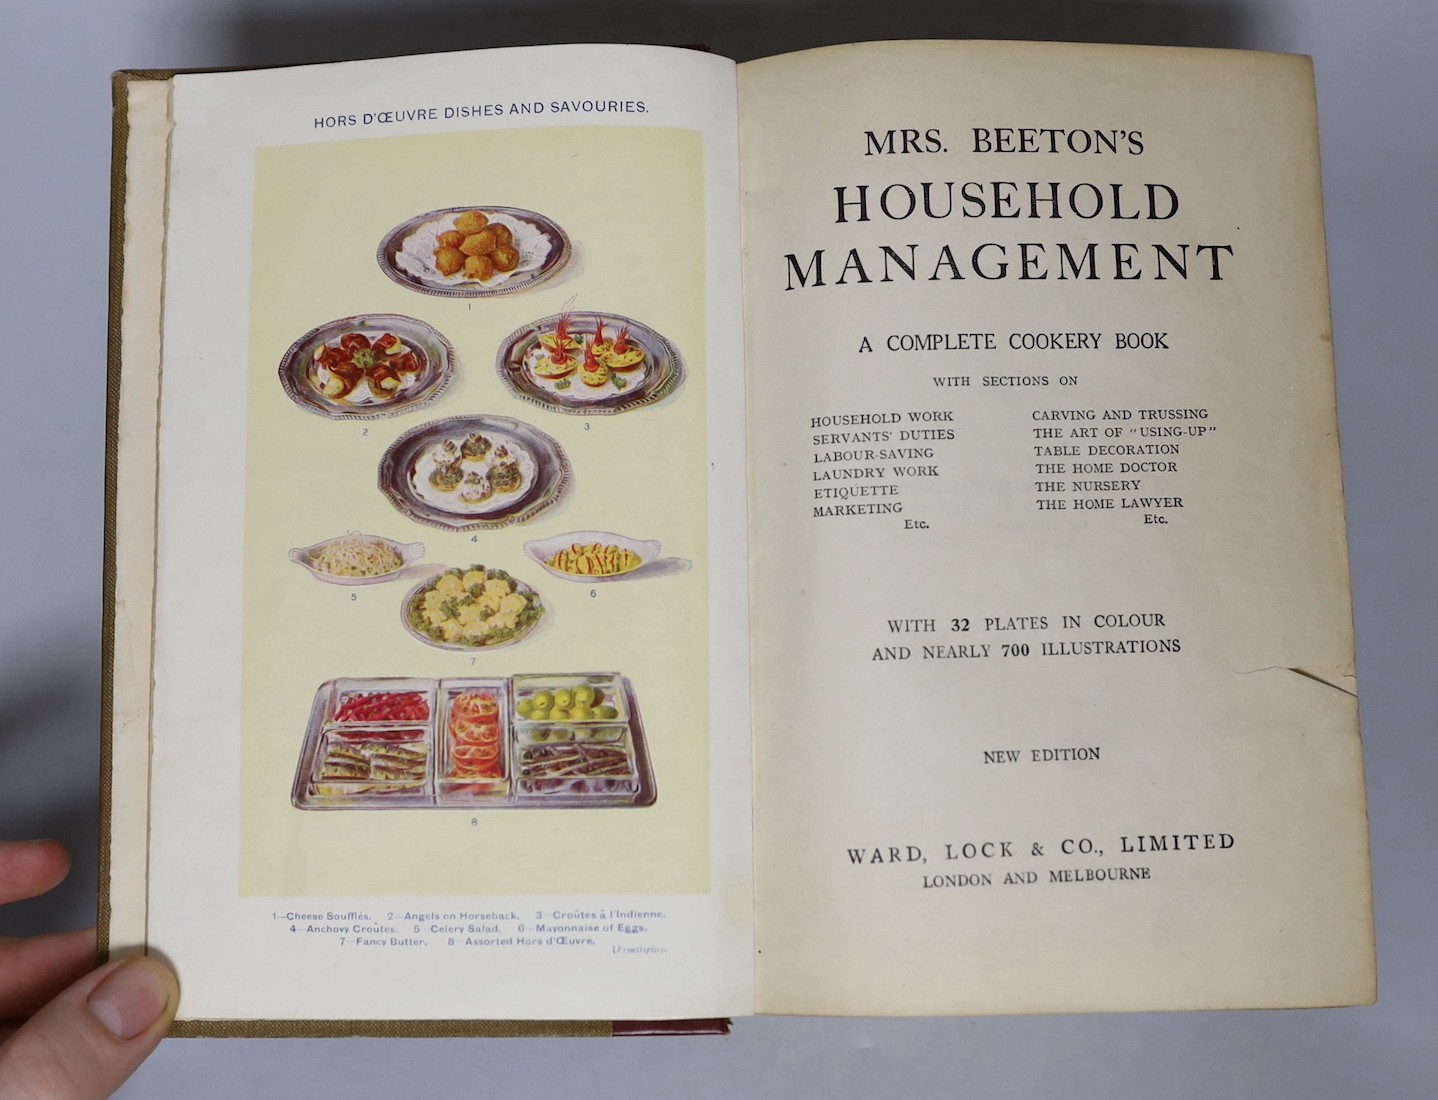 HORS D'ŒUVRE DISHES AND SAVOURIES.
1
2
3
4
5
6
7
8
1—Cheese Soufflés. 2—Angels on Horseback. 3—Croûtes à l'Indienne.
4—Anchovy Croûtes. 5—Celery Salad. 6—Mayonnaise of Eggs.
7—Fancy Butter. 8—Assorted Hors d'Œuvre.
[Frontispiece.
MRS. BEETON'S
HOUSEHOLD
MANAGEMENT
A COMPLETE COOKERY BOOK
WITH SECTIONS ON
HOUSEHOLD WORK
SERVANTS' DUTIES
LABOUR-SAVING
LAUNDRY WORK
ETIQUETTE
MARKETING
Etc.
CARVING AND TRUSSING
THE ART OF "USING-UP"
TABLE DECORATION
THE HOME DOCTOR
THE NURSERY
THE HOME LAWYER
Etc.
WITH 32 PLATES IN COLOUR
AND NEARLY 700 ILLUSTRATIONS
NEW EDITION
WARD, LOCK & CO., LIMITED
LONDON AND MELBOURNE